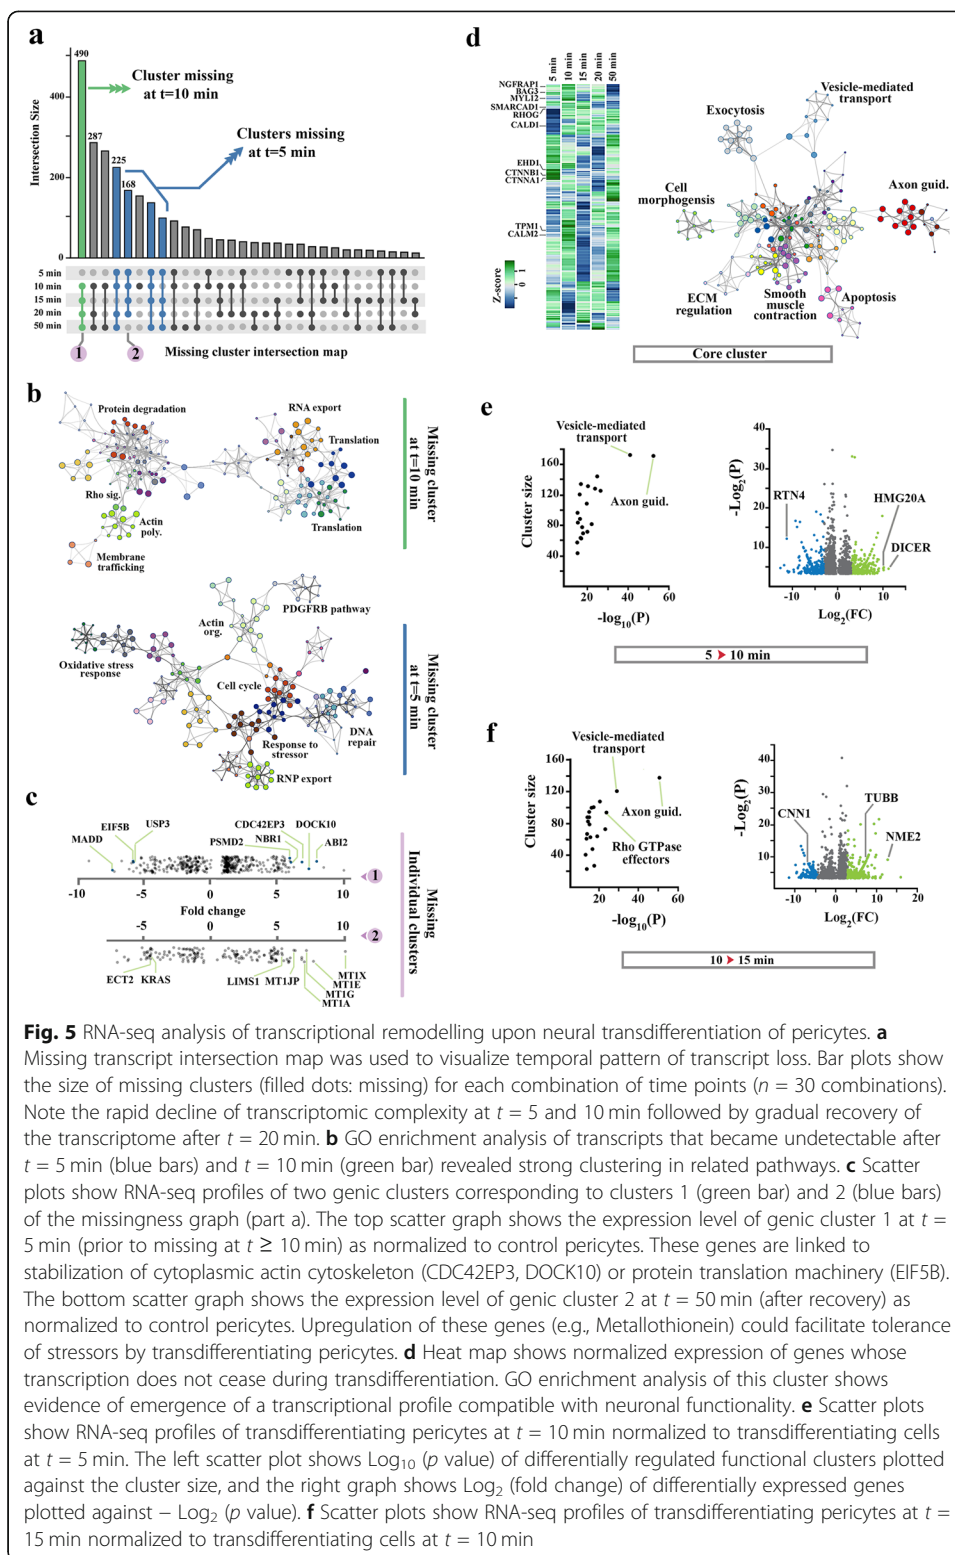 a
490
400
200
0
Intersection Size
287
225
168
Cluster missing
at t=10 min
Clusters missing
at t=5 min
5 min
10 min
15 min
20 min
50 min
1
2
Missing cluster intersection map
d
5 min
10 min
15 min
20 min
50 min
NGFRAP1
BAG3
MYL12
SMARCAD1
RHOG
CALD1
EHD1
CTNNB1
CTNNA1
TPM1
CALM2
Z-score
0 1
Vesicle-mediated
transport
Exocytosis
Cell
morphogensis
Axon guid.
ECM
regulation
Smooth
muscle
contraction
Apoptosis
Core cluster
b
Protein degradation
RNA export
Translation
Rho sig.
Actin
poly.
Translation
Membrane
trafficking
Missing cluster
at t=10 min
PDGFRB pathway
Actin
org.
Oxidative stress
response
Cell cycle
DNA
repair
Response to
stressor
RNP export
Missing cluster
at t=5 min
c
MADD
EIF5B
USP3
CDC42EP3
DOCK10
PSMD2
NBR1
ABI2
-10 -5 0 5 10
1
Fold change
-5 0 5 10
2
ECT2
KRAS
LIMS1
MT1JP
MT1X
MT1E
MT1G
MT1A
Missing
Individual clusters
e
Vesicle-mediated
transport
160
120
80
40
Cluster size
Axon guid.
20 40 60
-log10(P)
40
30
20
10
-Log2(P)
RTN4
HMG20A
DICER
-10 0 10
Log2(FC)
5 10 min
f
Vesicle-mediated
transport
160
120
80
40
0
Cluster size
Axon guid.
Rho GTPase
effectors
20 40 60
-log10(P)
40
30
20
10
-Log2(P)
CNN1
TUBB
NME2
-10 0 10 20
Log2(FC)
10 15 min
Fig. 5 RNA-seq analysis of transcriptional remodelling upon neural transdifferentiation of pericytes. a
Missing transcript intersection map was used to visualize temporal pattern of transcript loss. Bar plots show
the size of missing clusters (filled dots: missing) for each combination of time points (n = 30 combinations).
Note the rapid decline of transcriptomic complexity at t = 5 and 10 min followed by gradual recovery of
the transcriptome after t = 20 min. b GO enrichment analysis of transcripts that became undetectable after
t = 5 min (blue bars) and t = 10 min (green bar) revealed strong clustering in related pathways. c Scatter
plots show RNA-seq profiles of two genic clusters corresponding to clusters 1 (green bar) and 2 (blue bars)
of the missingness graph (part a). The top scatter graph shows the expression level of genic cluster 1 at t =
5 min (prior to missing at t ≥ 10 min) as normalized to control pericytes. These genes are linked to
stabilization of cytoplasmic actin cytoskeleton (CDC42EP3, DOCK10) or protein translation machinery (EIF5B).
The bottom scatter graph shows the expression level of genic cluster 2 at t = 50 min (after recovery) as
normalized to control pericytes. Upregulation of these genes (e.g., Metallothionein) could facilitate tolerance
of stressors by transdifferentiating pericytes. d Heat map shows normalized expression of genes whose
transcription does not cease during transdifferentiation. GO enrichment analysis of this cluster shows
evidence of emergence of a transcriptional profile compatible with neuronal functionality. e Scatter plots
show RNA-seq profiles of transdifferentiating pericytes at t = 10 min normalized to transdifferentiating cells
at t = 5 min. The left scatter plot shows Log10 (p value) of differentially regulated functional clusters plotted
against the cluster size, and the right graph shows Log2 (fold change) of differentially expressed genes
plotted against − Log2 (p value). f Scatter plots show RNA-seq profiles of transdifferentiating pericytes at t =
15 min normalized to transdifferentiating cells at t = 10 min